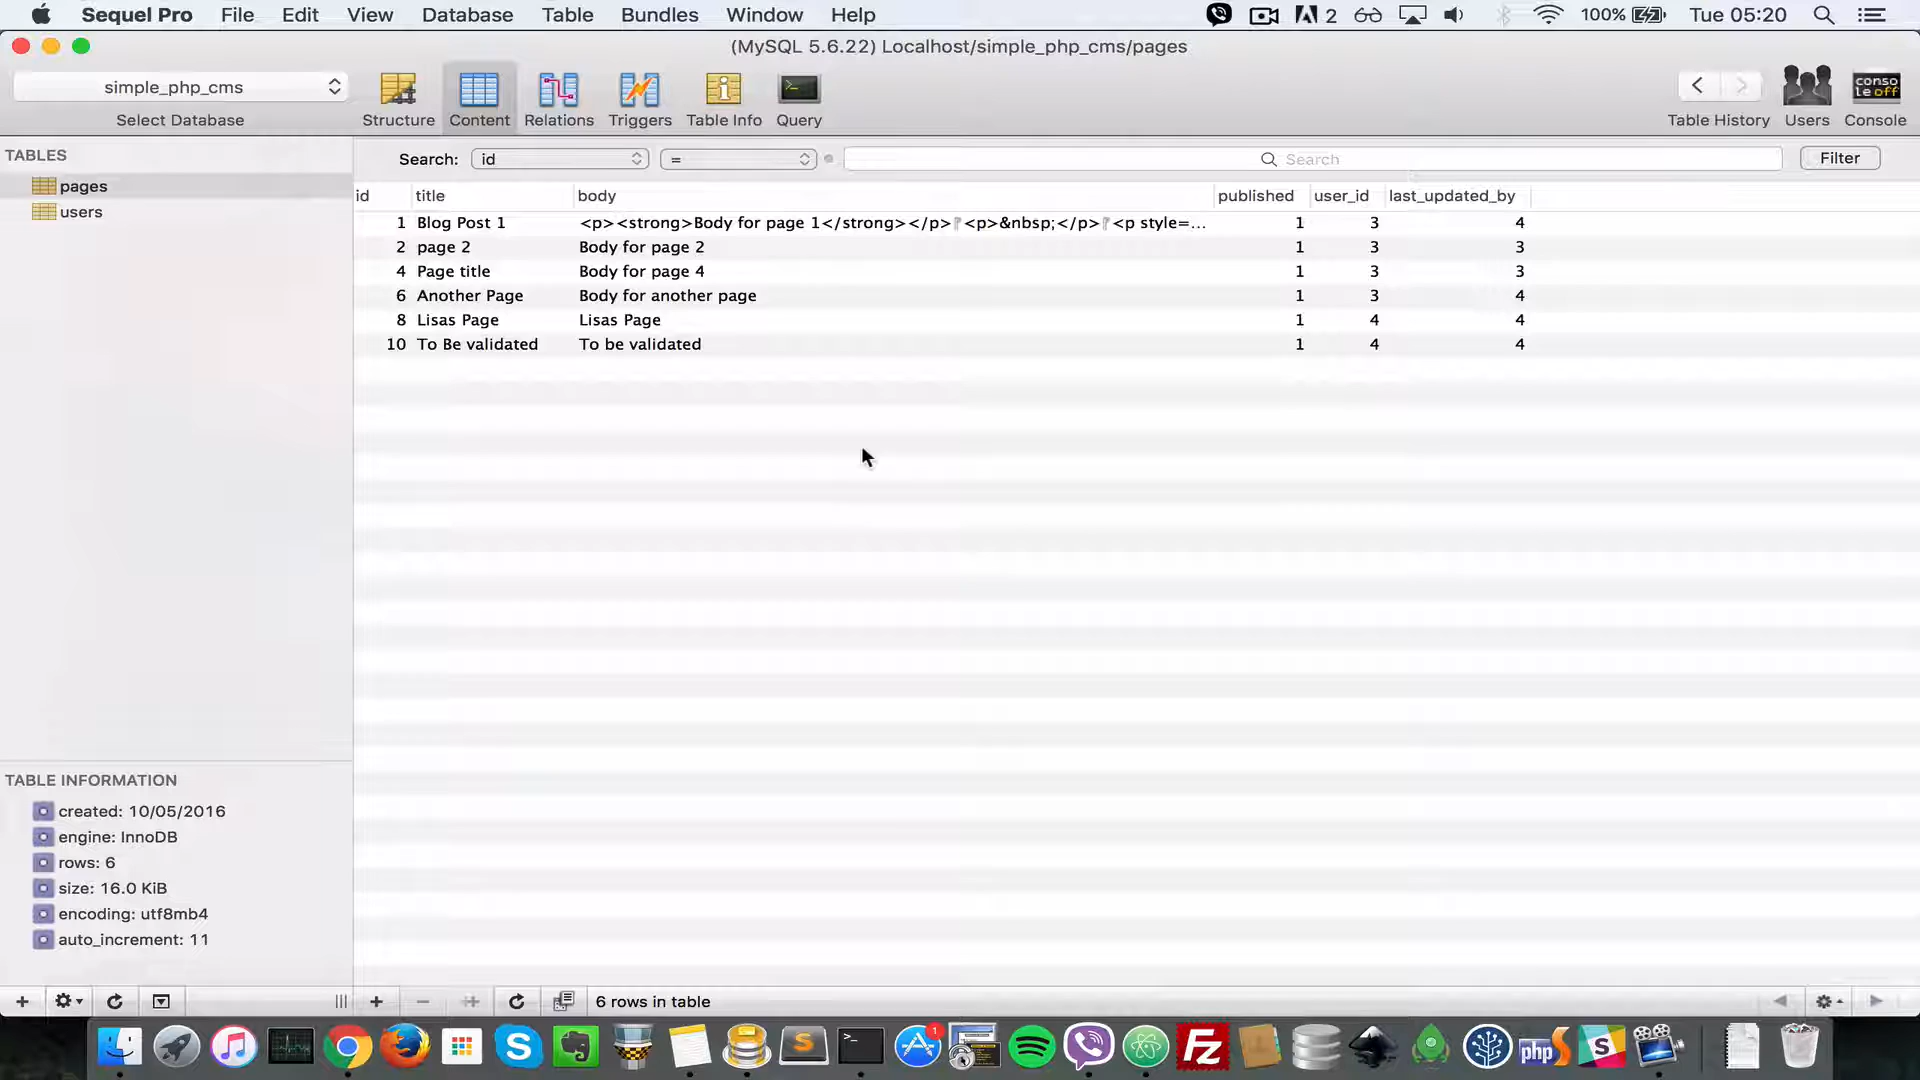 Sequel Pro File Edit View Database Table Bundles Window Help 2 100% Tue 05:20
(MySQL 5.6.22) Localhost/simple_php_cms/pages
simple_php_cms
Select Database Structure Content Relations Triggers Table Info Query Table History Users Console
conso
le off
TABLES
pages
users
Search: id = Search Filter
id title body published user_id last_updated_by
1 Blog Post 1 <p><strong>Body for page 1</strong></p> <p>&nbsp;</p> <p style=... 1 3 4
2 page 2 Body for page 2 1 3 3
4 Page title Body for page 4 1 3 3
6 Another Page Body for another page 1 3 4
8 Lisas Page Lisas Page 1 4 4
10 To Be validated To be validated 1 4 4
TABLE INFORMATION
created: 10/05/2016
engine: InnoDB
rows: 6
size: 16.0 KiB
encoding: utf8mb4
auto_increment: 11
6 rows in table
1
php